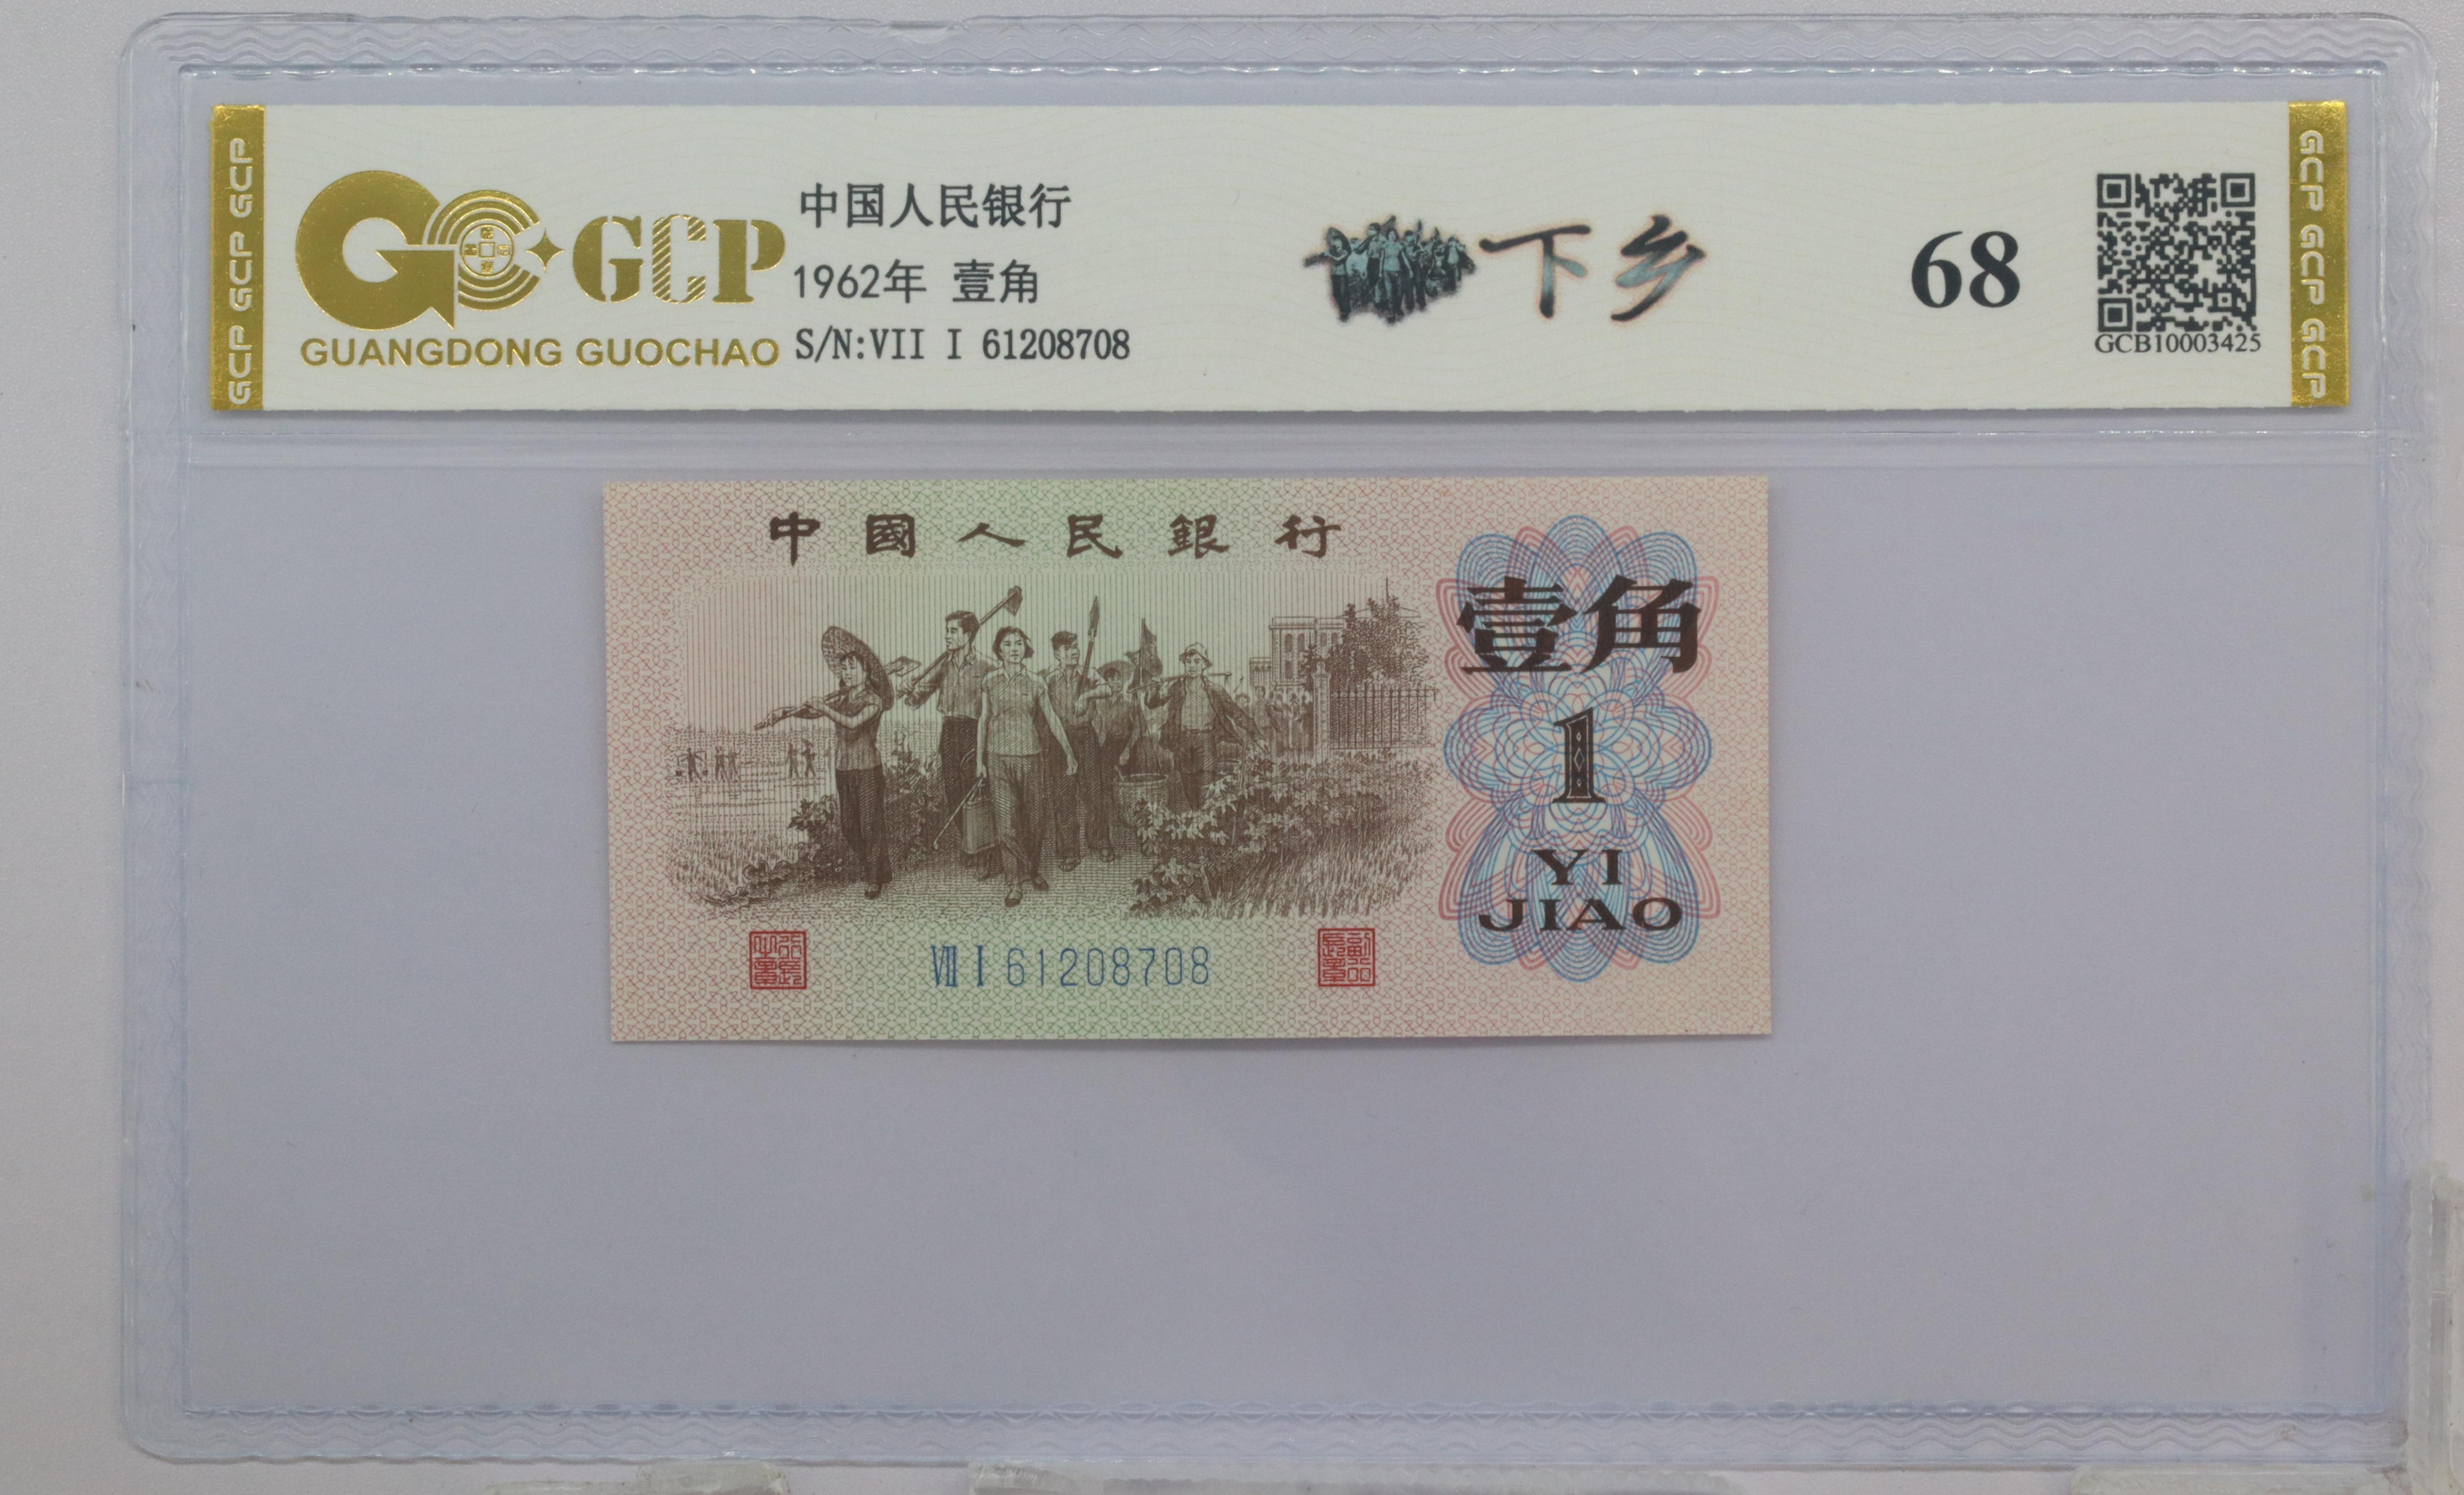 GCP GCP GCP
GCP
GUANGDONG GUOCHAO
中国人民银行
1962年 壹角
S/N:VII I 61208708
下乡
68
GCB10003425
GCP GCP GCP
中國人民銀行
壹角
1
YI
JIAO
VII I 61208708